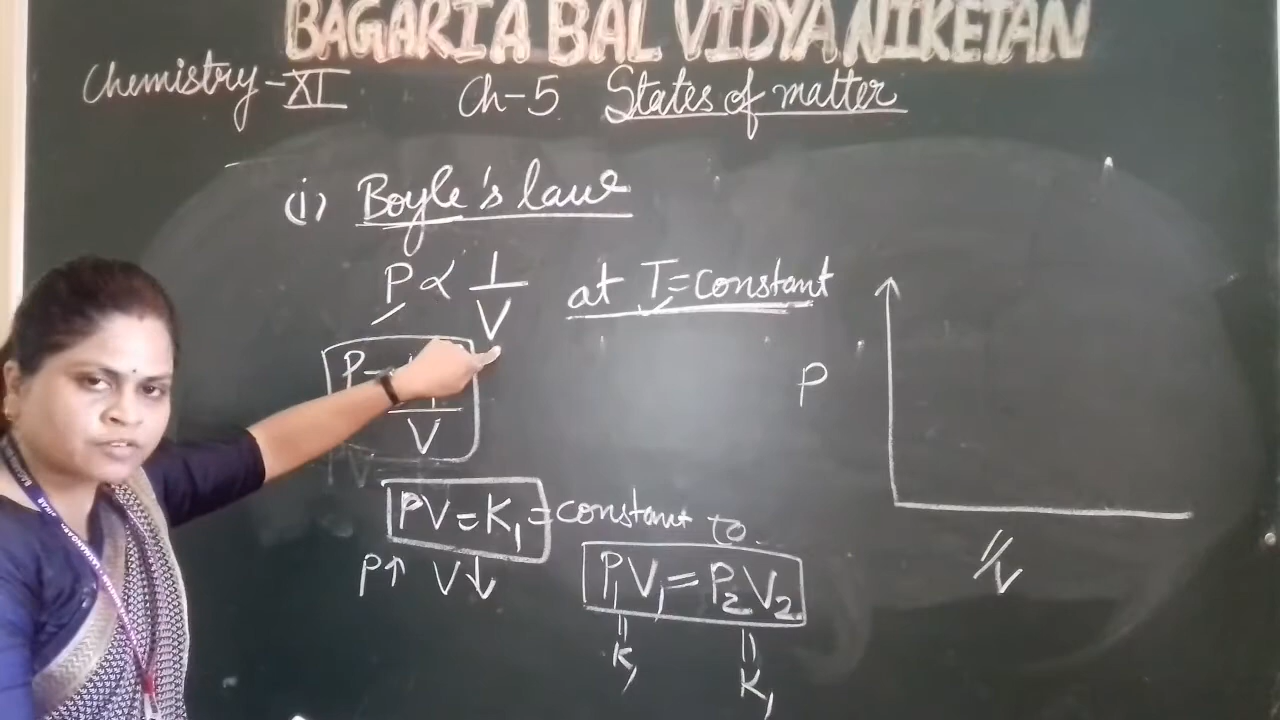 BAGARIA BAL VIDYA NIKETAN
Chemistry-XI Ch-5 States of matter
(i) Boyle's law
P ∝ 1/V at T=constant
P
V
P
PV=K₁=constant to
P↑ V↓
P₁V₁=P₂V₂
1/V
K₁
K₁